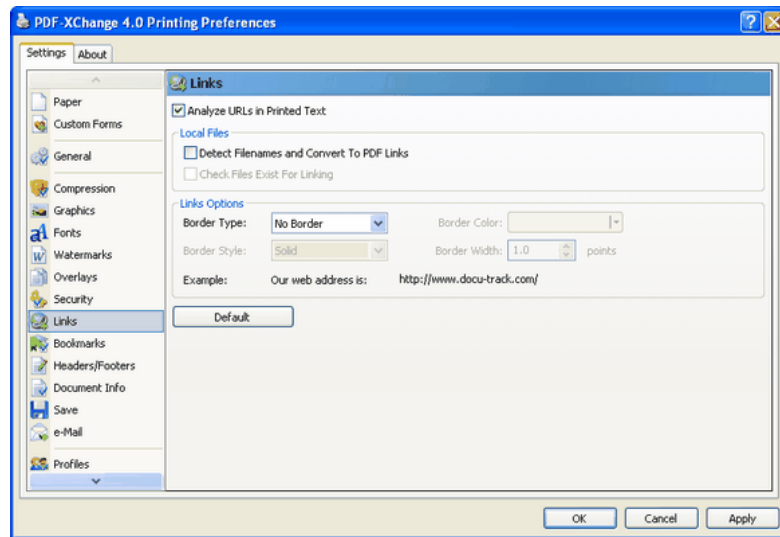 PDF-XChange 4.0 Printing Preferences
Settings About
Paper
Custom Forms
General
Compression
Graphics
Fonts
Watermarks
Overlays
Security
Links
Bookmarks
Headers/Footers
Document Info
Save
e-Mail
Profiles
Links
Analyze URLs in Printed Text
Local Files
Detect Filenames and Convert To PDF Links
Check Files Exist For Linking
Links Options
Border Type: No Border Border Color:
Border Style: Solid Border Width: 1.0 points
Example: Our web address is: http://www.docu-track.com/
Default
OK Cancel Apply